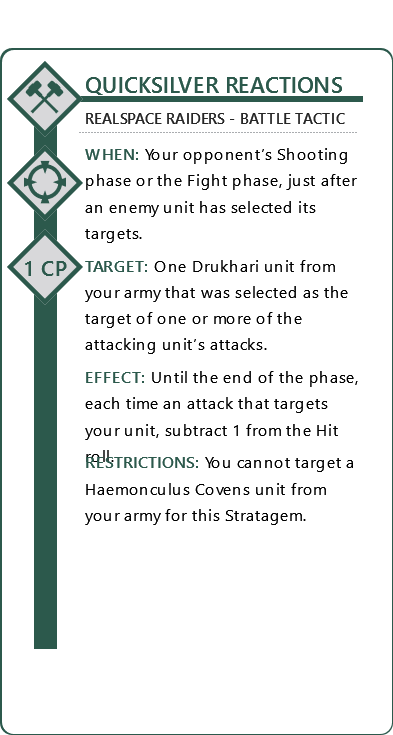 QUICKSILVER REACTIONS
REALSPACE RAIDERS - BATTLE TACTIC
WHEN: Your opponent's Shooting
phase or the Fight phase, just after
an enemy unit has selected its
targets.
1 CP
TARGET: One Drukhari unit from
your army that was selected as the
target of one or more of the
attacking unit's attacks.
EFFECT: Until the end of the phase,
each time an attack that targets
your unit, subtract 1 from the Hit
roll.
RESTRICTIONS: You cannot target a
Haemonculus Covens unit from
your army for this Stratagem.